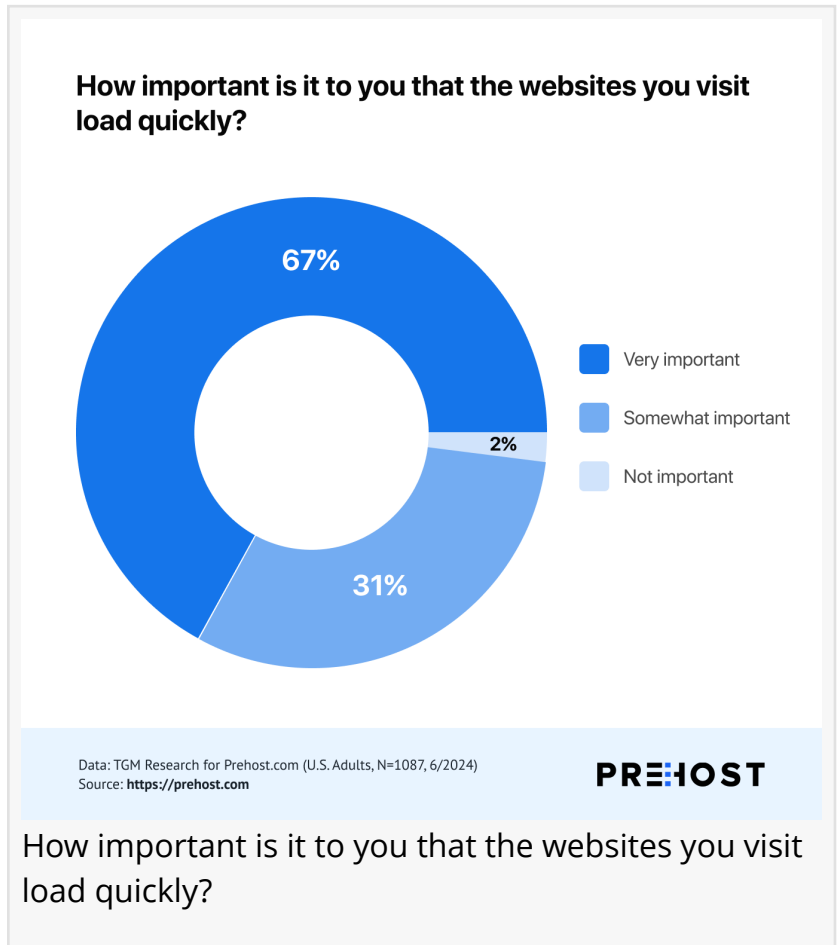 How important is it to you that the websites you visit
load quickly?
67%
Very important
Somewhat important
2%
Not important
31%
Data: TGM Research for Prehost.com (U.S. Adults, N=1087, 6/2024)
Source: https://prehost.com
PREHOST
How important is it to you that the websites you visit
load quickly?